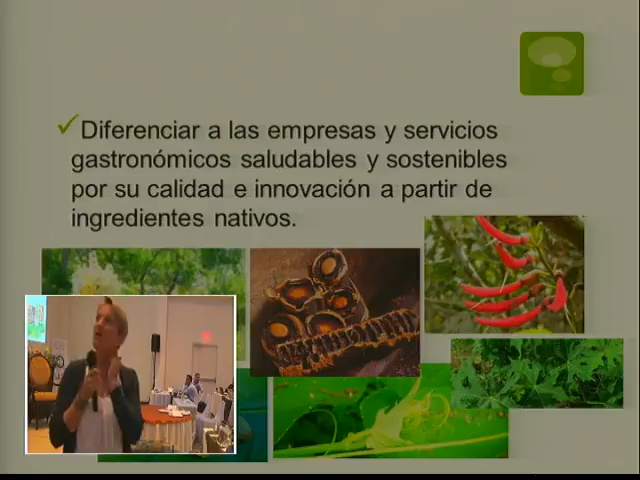 Diferenciar a las empresas y servicios
gastronómicos saludables y sostenibles
por su calidad e innovación a partir de
ingredientes nativos.